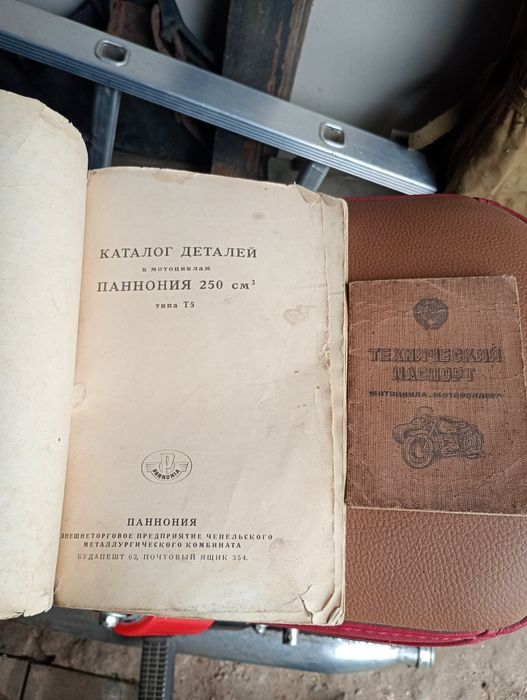 КАТАЛОГ ДЕТАЛЕЙ
к мотоциклам
ПАННОНИЯ 250 см³
типа Т5
P
PANNONIA
ПАННОНИЯ
ВНЕШНЕТОРГОВОЕ ПРЕДПРИЯТИЕ ЧЕПЕЛЬСКОГО
МЕТАЛЛУРГИЧЕСКОГО КОМБИНАТА
БУДАПЕШТ 62, ПОЧТОВЫЙ ЯЩИК 354.
ТЕХНИЧЕСКИЙ
ПАСПОРТ
МОТОЦИКЛА, МОТОРОЛЛЕРА